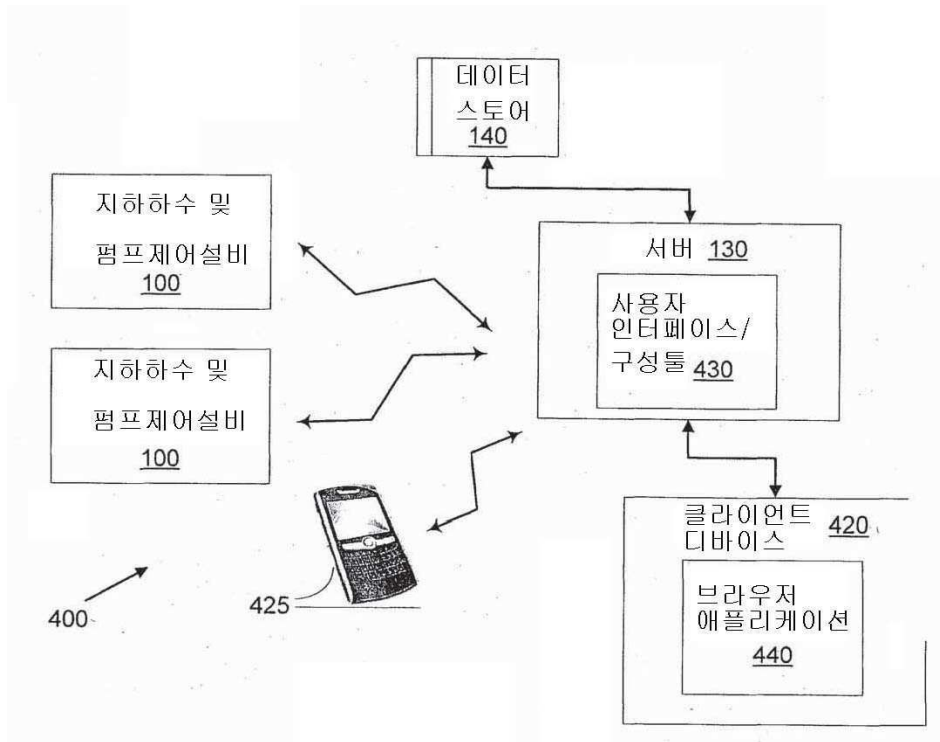 데이터
스토어
140
지하하수 및
펌프제어설비
100
서버 130
사용자
인터페이스/
구성툴 430
지하하수 및
펌프제어설비
100
클라이언트 420
디바이스
브라우저
애플리케이션
440
425
400